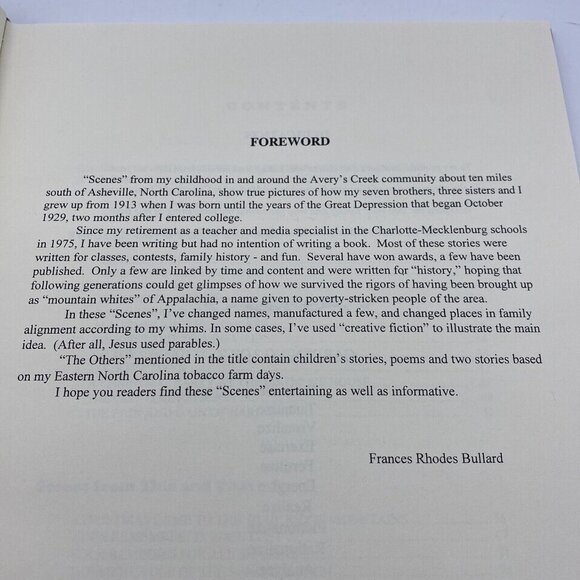 FOREWORD
"Scenes" from my childhood in and around the Avery's Creek community about ten miles
south of Asheville, North Carolina, show true pictures of how my seven brothers, three sisters and I
grew up from 1913 when I was born until the years of the Great Depression that began October
1929, two months after I entered college.
Since my retirement as a teacher and media specialist in the Charlotte-Mecklenburg schools
in 1975, I have been writing but had no intention of writing a book. Most of these stories were
written for classes, contests, family history - and fun. Several have won awards, a few have been
published. Only a few are linked by time and content and were written for "history," hoping that
following generations could get glimpses of how we survived the rigors of having been brought up
as "mountain whites" of Appalachia, a name given to poverty-stricken people of the area.
In these "Scenes", I've changed names, manufactured a few, and changed places in family
alignment according to my whims. In some cases, I've used "creative fiction" to illustrate the main
idea. (After all, Jesus used parables.)
"The Others" mentioned in the title contain children's stories, poems and two stories based
on my Eastern North Carolina tobacco farm days.
I hope you readers find these "Scenes" entertaining as well as informative.
Frances Rhodes Bullard